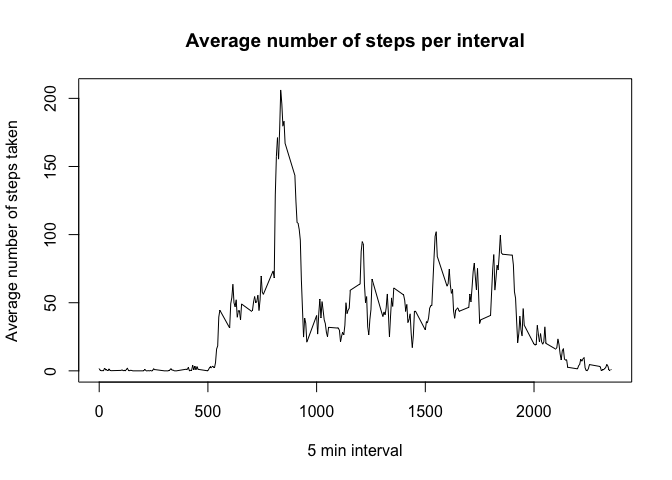 Average number of steps per interval
Average number of steps taken
200
150
100
50
0
0 500 1000 1500 2000
5 min interval